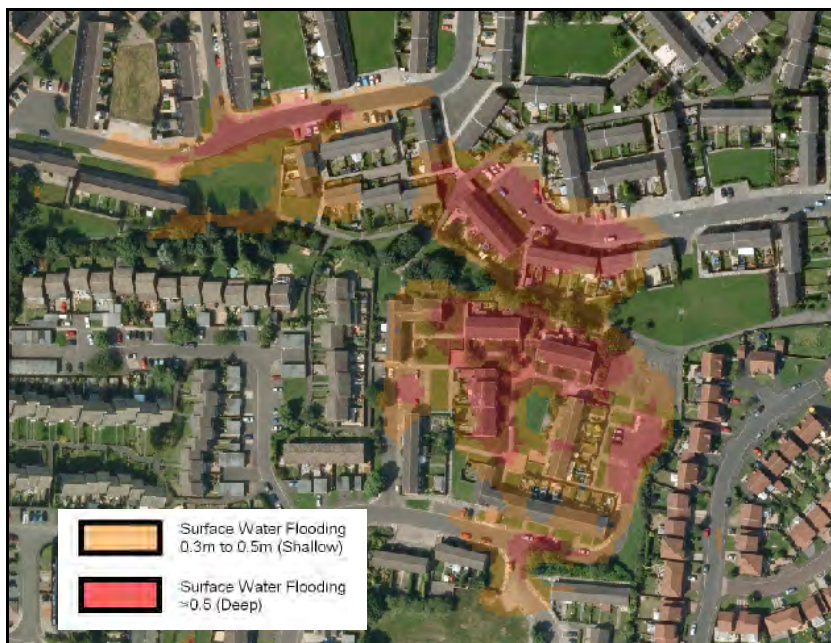 Surface Water Flooding
0.3m to 0.5m (Shallow)
Surface Water Flooding
>0.5 (Deep)